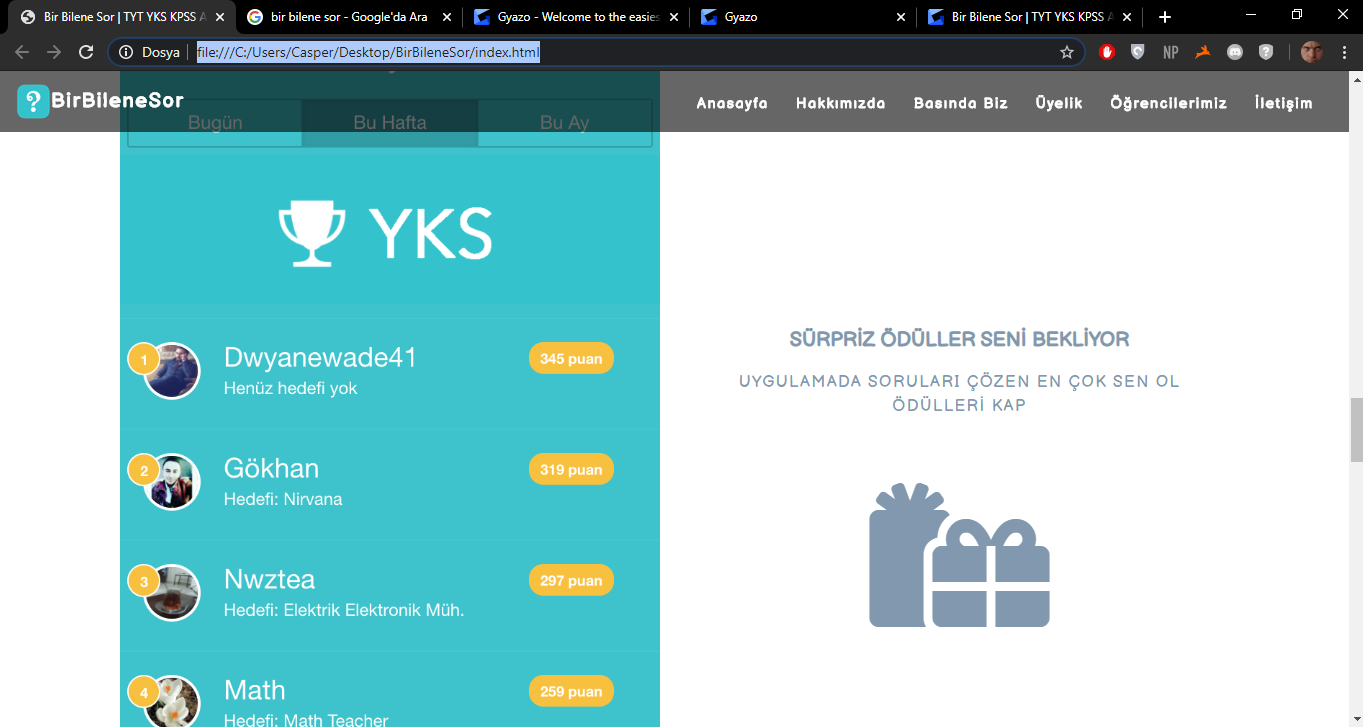 Bir Bilene Sor | TYT YKS KPSS A
bir bilene sor - Google'da Ara
Gyazo - Welcome to the easies
Gyazo
Bir Bilene Sor | TYT YKS KPSS A
Dosya
file:///C:/Users/Casper/Desktop/BirBileneSor/index.html
NP
?BirBileneSor
Anasayfa Hakkımızda Basında Biz Üyelik Öğrencilerimiz İletişim
Bugün Bu Hafta Bu Ay
YKS
1 Dwyanewade41 345 puan
Henüz hedefi yok
2 Gökhan 319 puan
Hedefi: Nirvana
3 Nwztea 297 puan
Hedefi: Elektrik Elektronik Müh.
4 Math 259 puan
Hedefi: Math Teacher
SÜRPRİZ ÖDÜLLER SENİ BEKLİYOR
UYGULAMADA SORULARI ÇÖZEN EN ÇOK SEN OL
ÖDÜLLERİ KAP